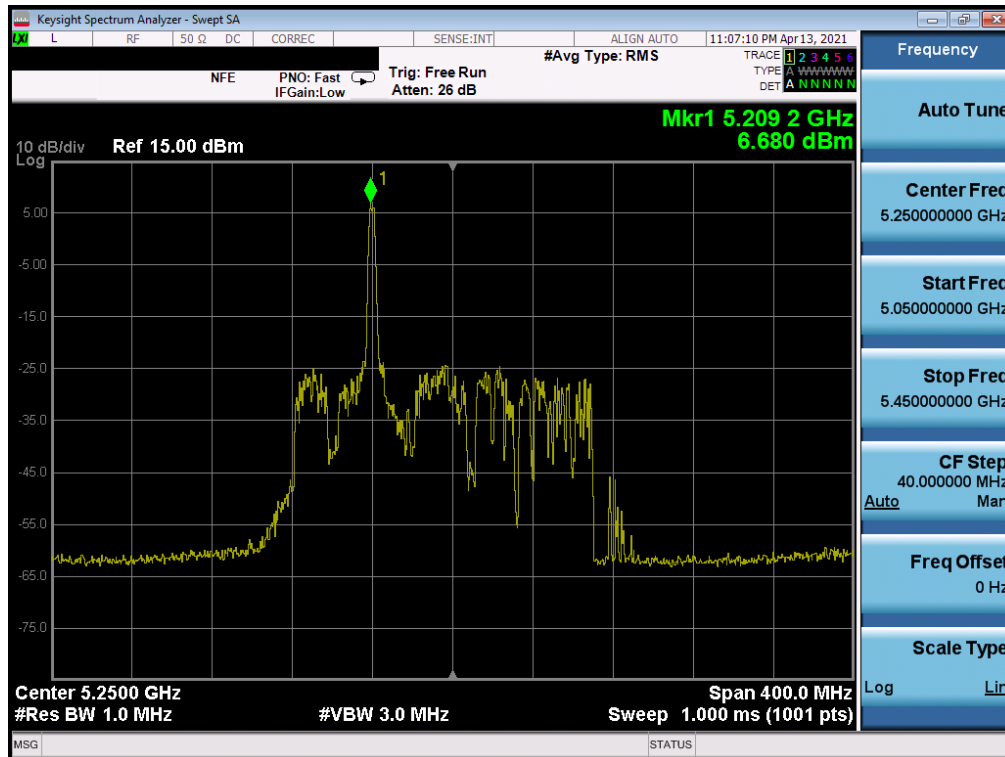 Keysight Spectrum Analyzer - Swept SA
LXI L RF 50 Ω DC CORREC SENSE:INT ALIGN AUTO 11:07:10 PM Apr 13, 2021
NFE PNO: Fast IFGain:Low Trig: Free Run Atten: 26 dB #Avg Type: RMS
TRACE 1 2 3 4 5 6
TYPE A WWWWW
DET A N N N N N
Mkr1 5.209 2 GHz
6.680 dBm
10 dB/div Ref 15.00 dBm
Log
1
5.00
-5.00
-15.0
-25.0
-35.0
-45.0
-55.0
-65.0
-75.0
Center 5.2500 GHz Span 400.0 MHz
#Res BW 1.0 MHz #VBW 3.0 MHz Sweep 1.000 ms (1001 pts)
MSG STATUS
Frequency
Auto Tune
Center Freq
5.250000000 GHz
Start Freq
5.050000000 GHz
Stop Freq
5.450000000 GHz
CF Step
40.000000 MHz
Auto Man
Freq Offset
0 Hz
Scale Type
Log Lin